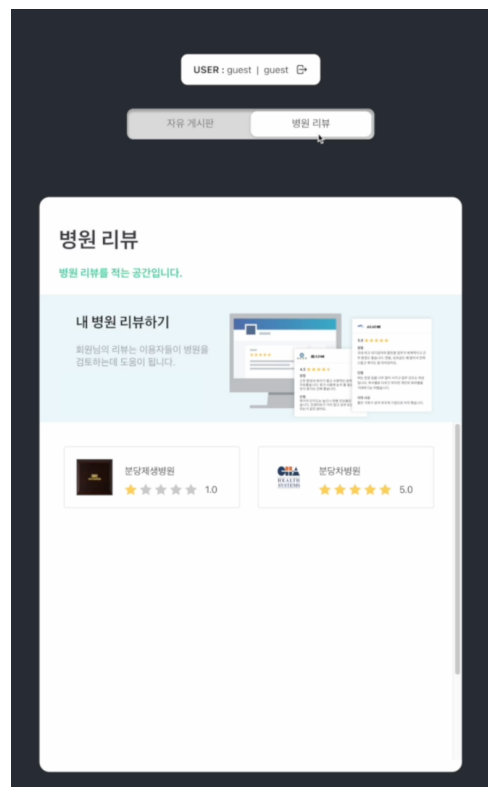 USER : guest | guest
자유 게시판
병원 리뷰
병원 리뷰
병원 리뷰를 적는 공간입니다.
내 병원 리뷰하기
회원님의 리뷰는 이용자들이 병원을
검토하는데 도움이 됩니다.
분당제생병원
1.0
CHA
HEALTH
SYSTEMS
분당차병원
5.0